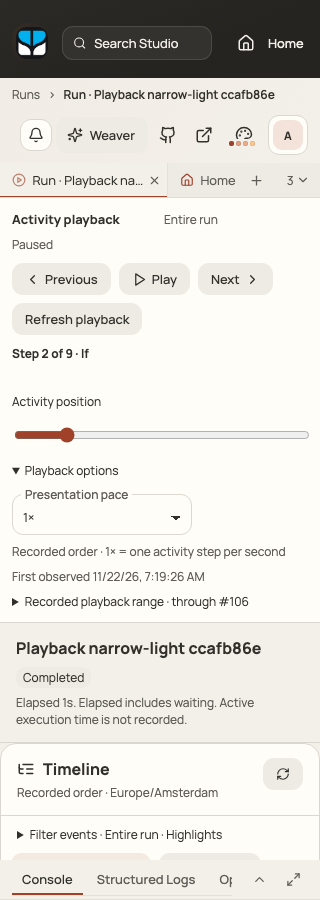 Search Studio
Home
Runs > Run · Playback narrow-light ccafb86e
Weaver
A
Run · Playback na...
Home
3
Activity playback
Entire run
Paused
Previous
Play
Next
Refresh playback
Step 2 of 9 · If
Activity position
Playback options
Presentation pace
1×
Recorded order · 1× = one activity step per second
First observed 11/22/26, 7:19:26 AM
Recorded playback range · through #106
Playback narrow-light ccafb86e
Completed
Elapsed 1s. Elapsed includes waiting. Active
execution time is not recorded.
Timeline
Recorded order · Europe/Amsterdam
Filter events · Entire run · Highlights
Console
Structured Logs